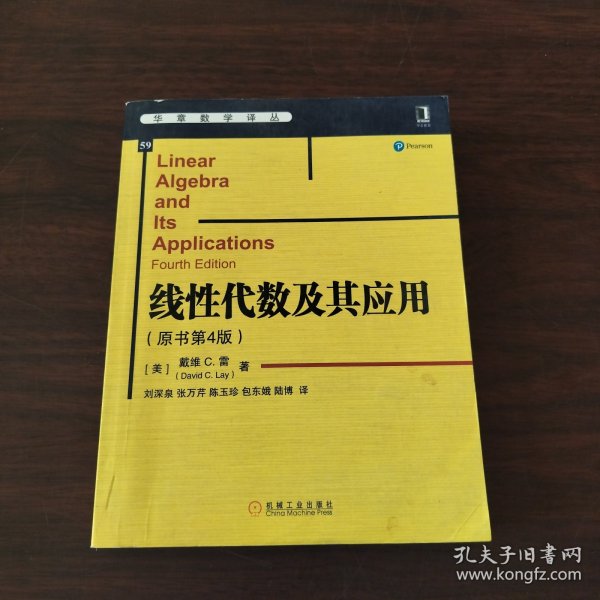 华章数学译丛
59
Pearson
Linear
Algebra
and
Its
Applications
Fourth Edition
线性代数及其应用
（原书第4版）
[美] 戴维 C. 雷
(David C. Lay) 著
刘深泉 张万芹 陈玉珍 包东娥 陆博 译
机械工业出版社
China Machine Press
孔夫子旧书网
www.kongfz.com